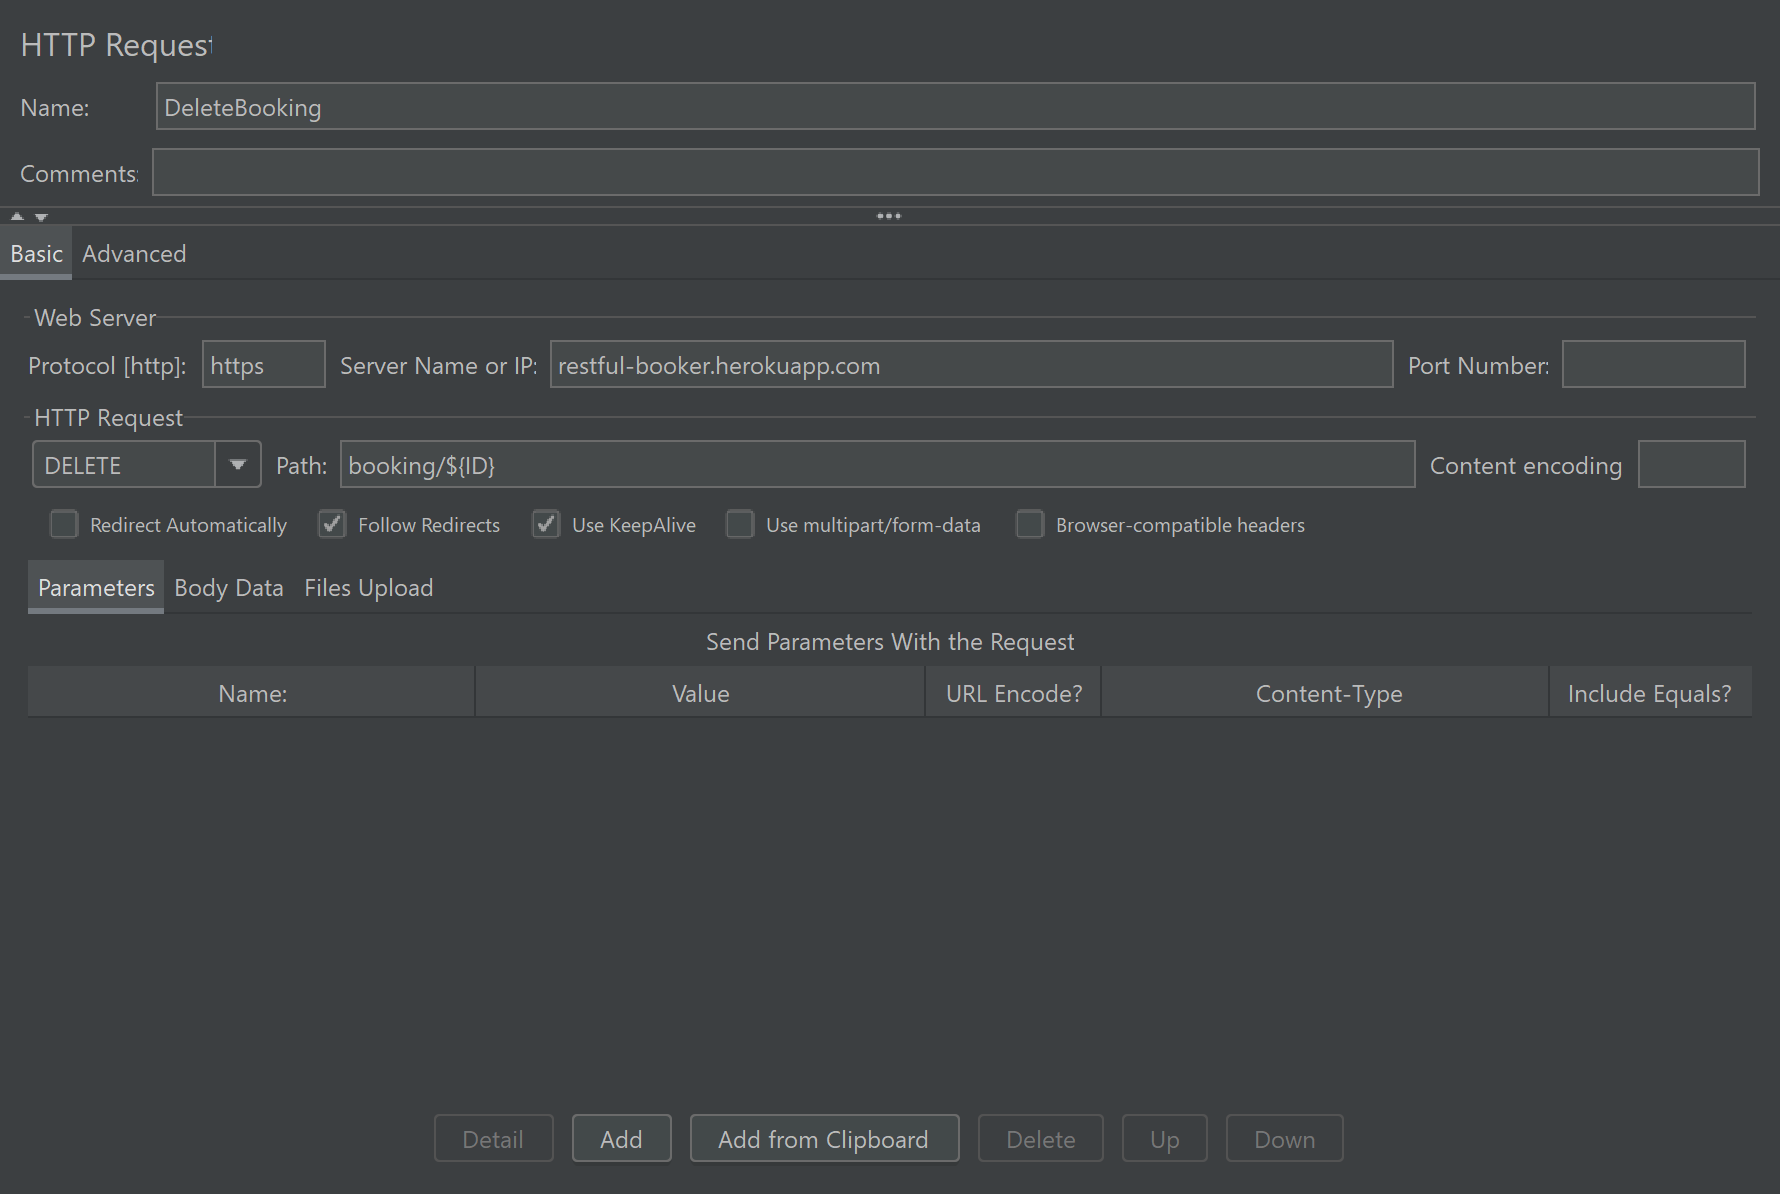 HTTP Request
Name: DeleteBooking
Comments:
Basic Advanced
Web Server
Protocol [http]: https Server Name or IP: restful-booker.herokuapp.com Port Number:
HTTP Request
DELETE Path: booking/${ID} Content encoding
Redirect Automatically Follow Redirects Use KeepAlive Use multipart/form-data Browser-compatible headers
Parameters Body Data Files Upload
Send Parameters With the Request
Name: Value URL Encode? Content-Type Include Equals?
Detail Add Add from Clipboard Delete Up Down